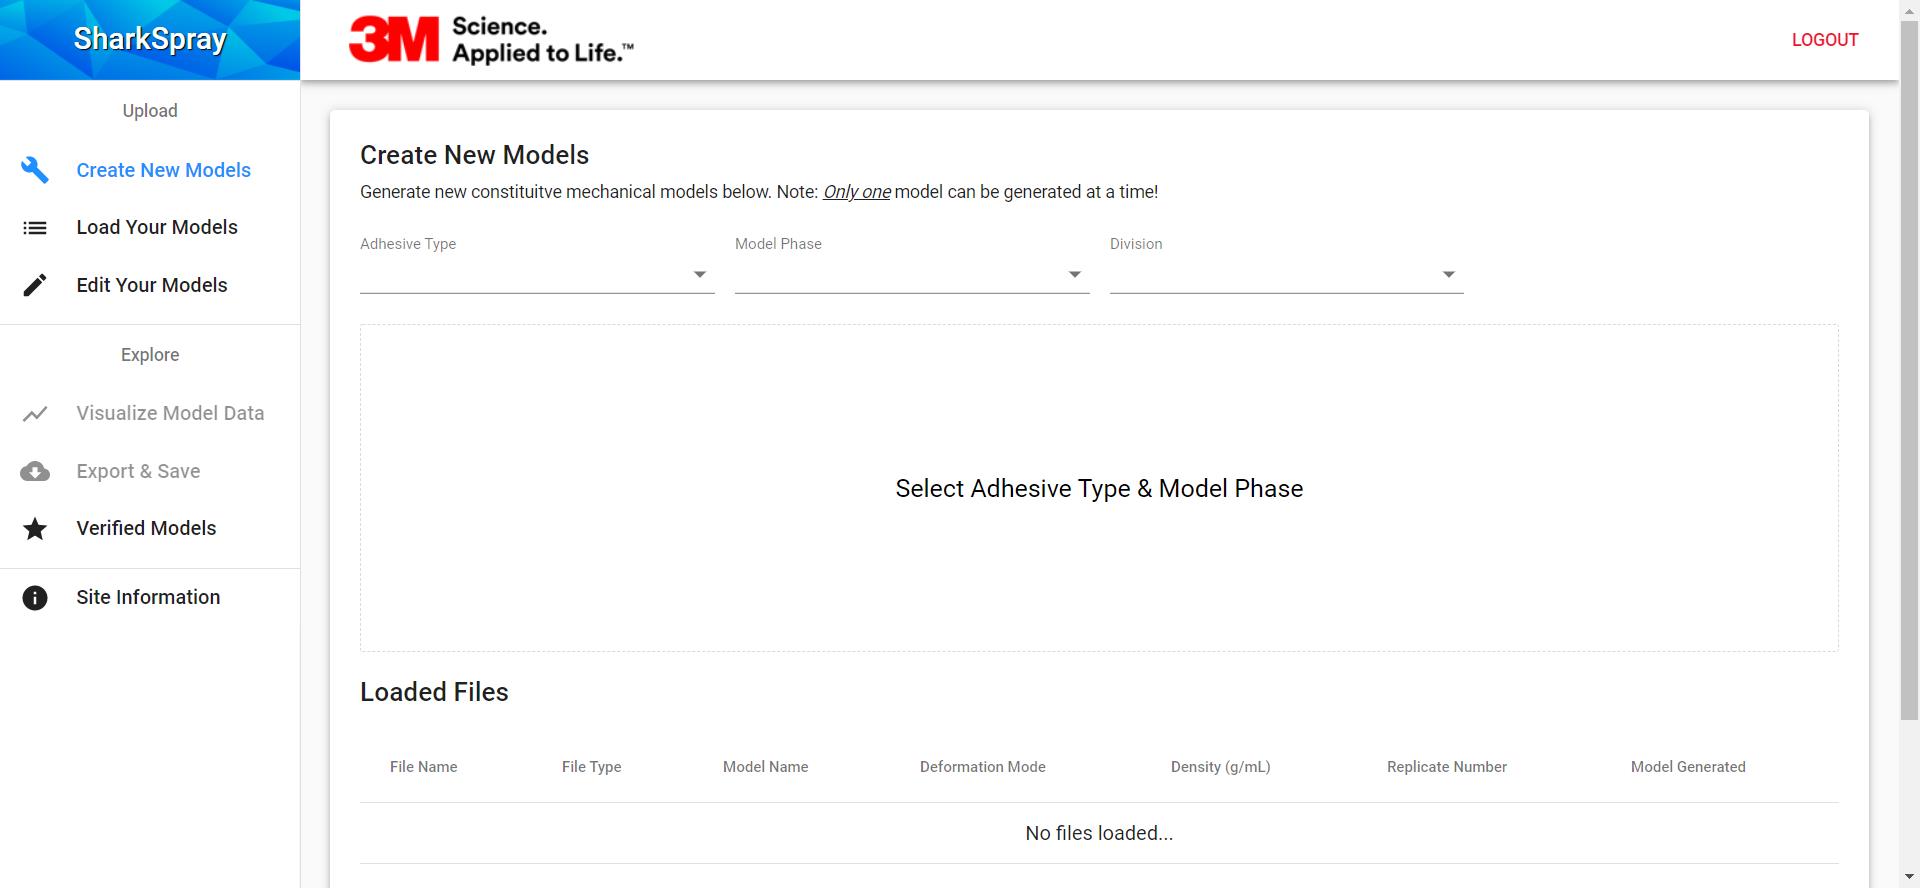 SharkSpray
3M Science.
Applied to Life.™
LOGOUT
Upload
Create New Models
Load Your Models
Edit Your Models
Explore
Visualize Model Data
Export & Save
Verified Models
Site Information
Create New Models
Generate new constituitve mechanical models below. Note: Only one model can be generated at a time!
Adhesive Type Model Phase Division
Select Adhesive Type & Model Phase
Loaded Files
File Name File Type Model Name Deformation Mode Density (g/mL) Replicate Number Model Generated
No files loaded...